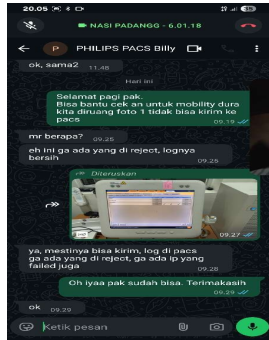 20.05
NASI PADANGG - 6.01.18
P PHILIPS PACS Billy
ok, sama2 11.48
Hari ini
Selamat pagi pak.
Bisa bantu cek an untuk mobility dura
kita diruang foto 1 tidak bisa kirim ke
pacs
09.19
mr berapa? 09.25
eh ini ga ada yang di reject, lognya
bersih
09.25
Diteruskan
09.27
ya, mestinya bisa kirim, log di pacs
ga ada yang di reject, ga ada ip yang
failed juga
09.28
Oh iyaa pak sudah bisa. Terimakasih
09.29
ok 09.29
Ketik pesan